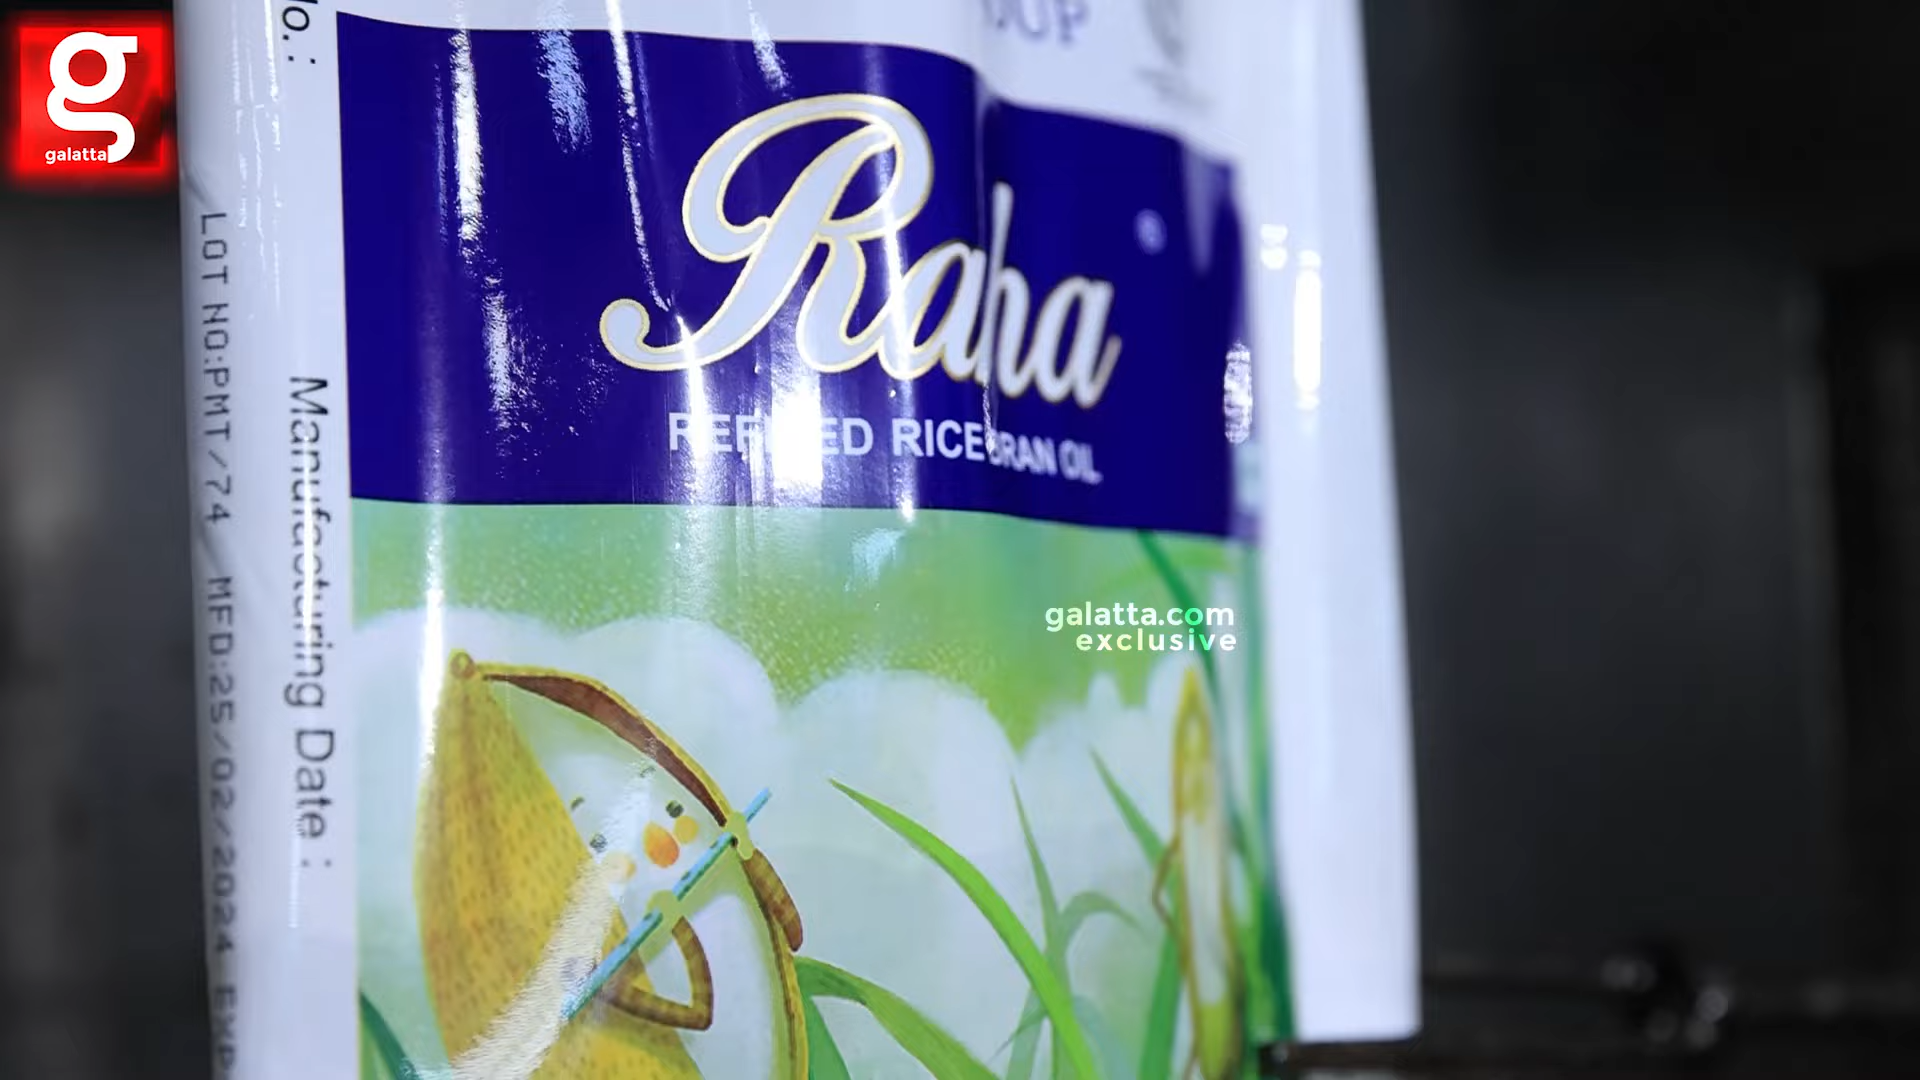 galatta
o. :
LOT NO:PMT/74 MFD:25/02/2024 EXP
Manufacturing Date :
Raha
REFINED RICE BRAN OIL
galatta.com
exclusive